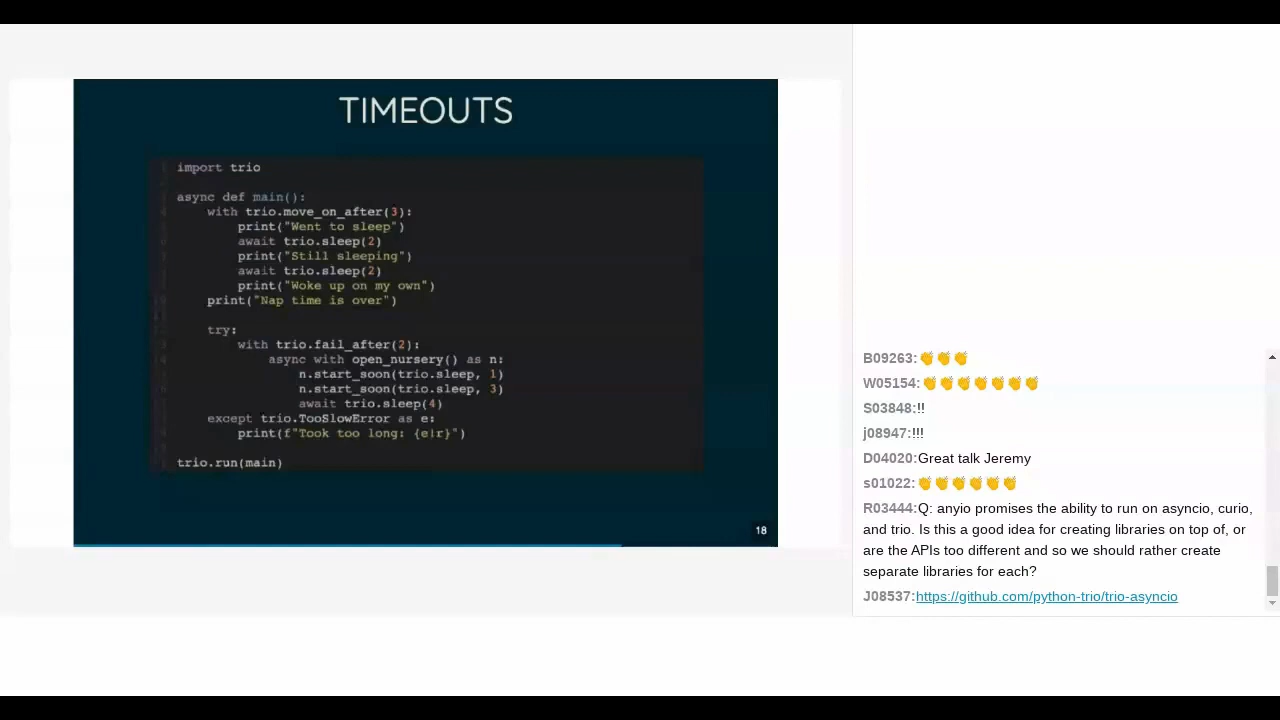 TIMEOUTS
import trio
async def main():
with trio.move_on_after(3):
print("Went to sleep")
await trio.sleep(2)
print("Still sleeping")
await trio.sleep(2)
print("Woke up on my own")
print("Nap time is over")
try:
with trio.fail_after(2):
async with open_nursery() as n:
n.start_soon(trio.sleep, 1)
n.start_soon(trio.sleep, 3)
await trio.sleep(4)
except trio.TooSlowError as e:
print(f"Took too long: {e!r}")
trio.run(main)
18
B09263:👏👏👏
W05154:👏👏👏👏👏👏👏
S03848:!!
j08947:!!!
D04020:Great talk Jeremy
s01022:👏👏👏👏👏👏
R03444:Q: anyio promises the ability to run on asyncio, curio,
and trio. Is this a good idea for creating libraries on top of, or
are the APIs too different and so we should rather create
separate libraries for each?
J08537:https://github.com/python-trio/trio-asyncio